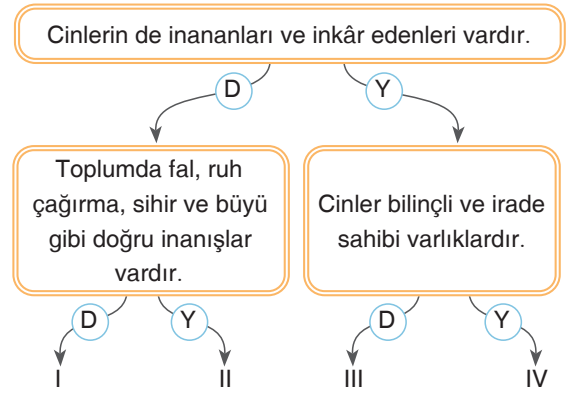 Cinlerin de inananları ve inkâr edenleri vardır.
D
Y
Toplumda fal, ruh
çağırma, sihir ve büyü
gibi doğru inanışlar
vardır.
Cinler bilinçli ve irade
sahibi varlıklardır.
D
Y
D
Y
I
II
III
IV